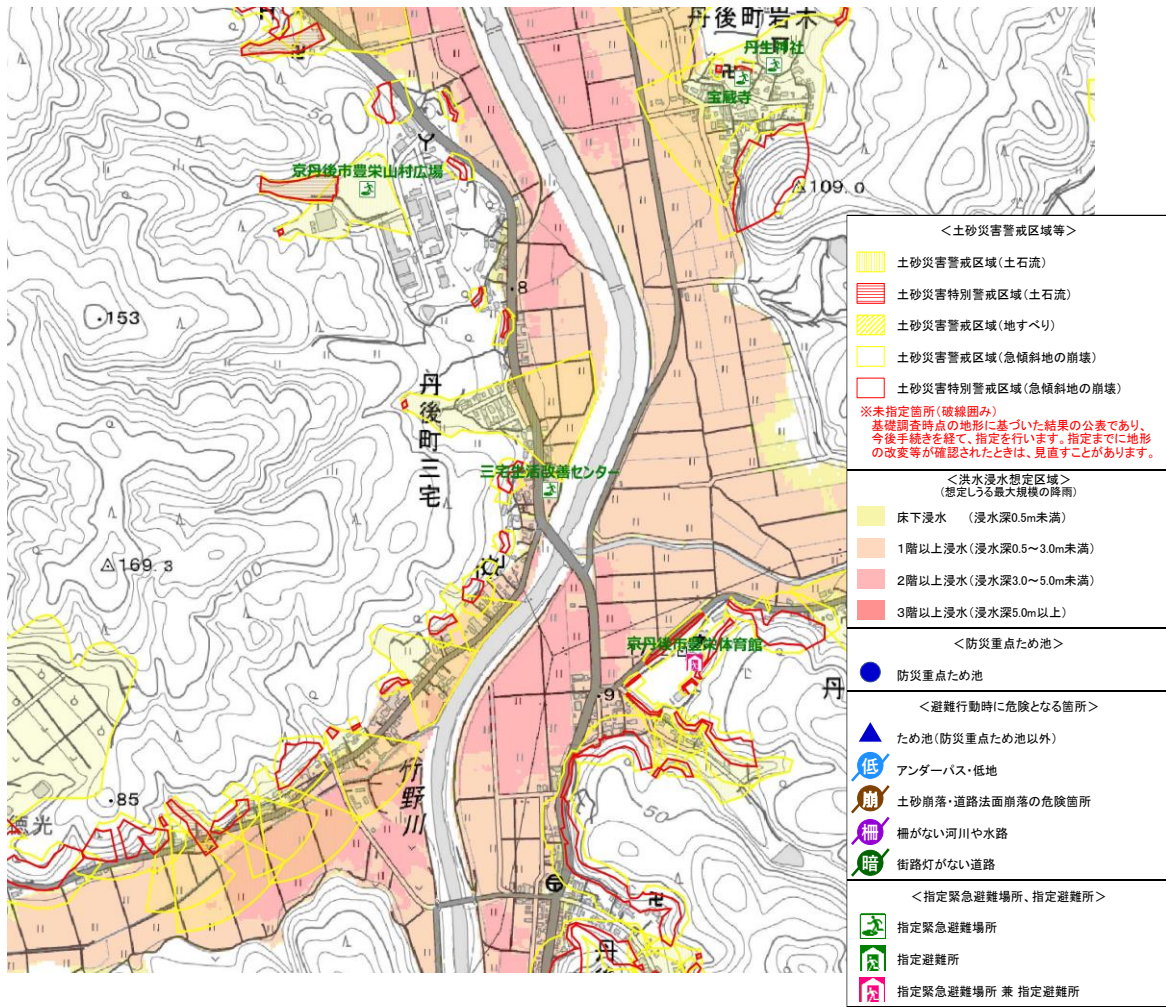 丹後町岩木
丹生神社
宝蔵寺
50
京丹後市豊栄山村広場
109.0
8
153
丹後町三宅
三宅生活改善センター
169.3
100
京丹後市豊栄体育館
丹
9
竹野川
85
徳光
50
丹後
＜土砂災害警戒区域等＞
土砂災害警戒区域(土石流)
土砂災害特別警戒区域(土石流)
土砂災害警戒区域(地すべり)
土砂災害警戒区域(急傾斜地の崩壊)
土砂災害特別警戒区域(急傾斜地の崩壊)
※未指定箇所(破線囲み)
基礎調査時点の地形に基づいた結果の公表であり、
今後手続きを経て、指定を行います。指定までに地形
の改変等が確認されたときは、見直すことがあります。
＜洪水浸水想定区域＞
(想定しうる最大規模の降雨)
床下浸水 (浸水深0.5m未満)
1階以上浸水(浸水深0.5～3.0m未満)
2階以上浸水(浸水深3.0～5.0m未満)
3階以上浸水(浸水深5.0m以上)
＜防災重点ため池＞
防災重点ため池
＜避難行動時に危険となる箇所＞
ため池(防災重点ため池以外)
低 アンダーパス・低地
崩 土砂崩落・道路法面崩落の危険箇所
柵 柵がない河川や水路
暗 街路灯がない道路
＜指定緊急避難場所、指定避難所＞
指定緊急避難場所
指定避難所
指定緊急避難場所 兼 指定避難所